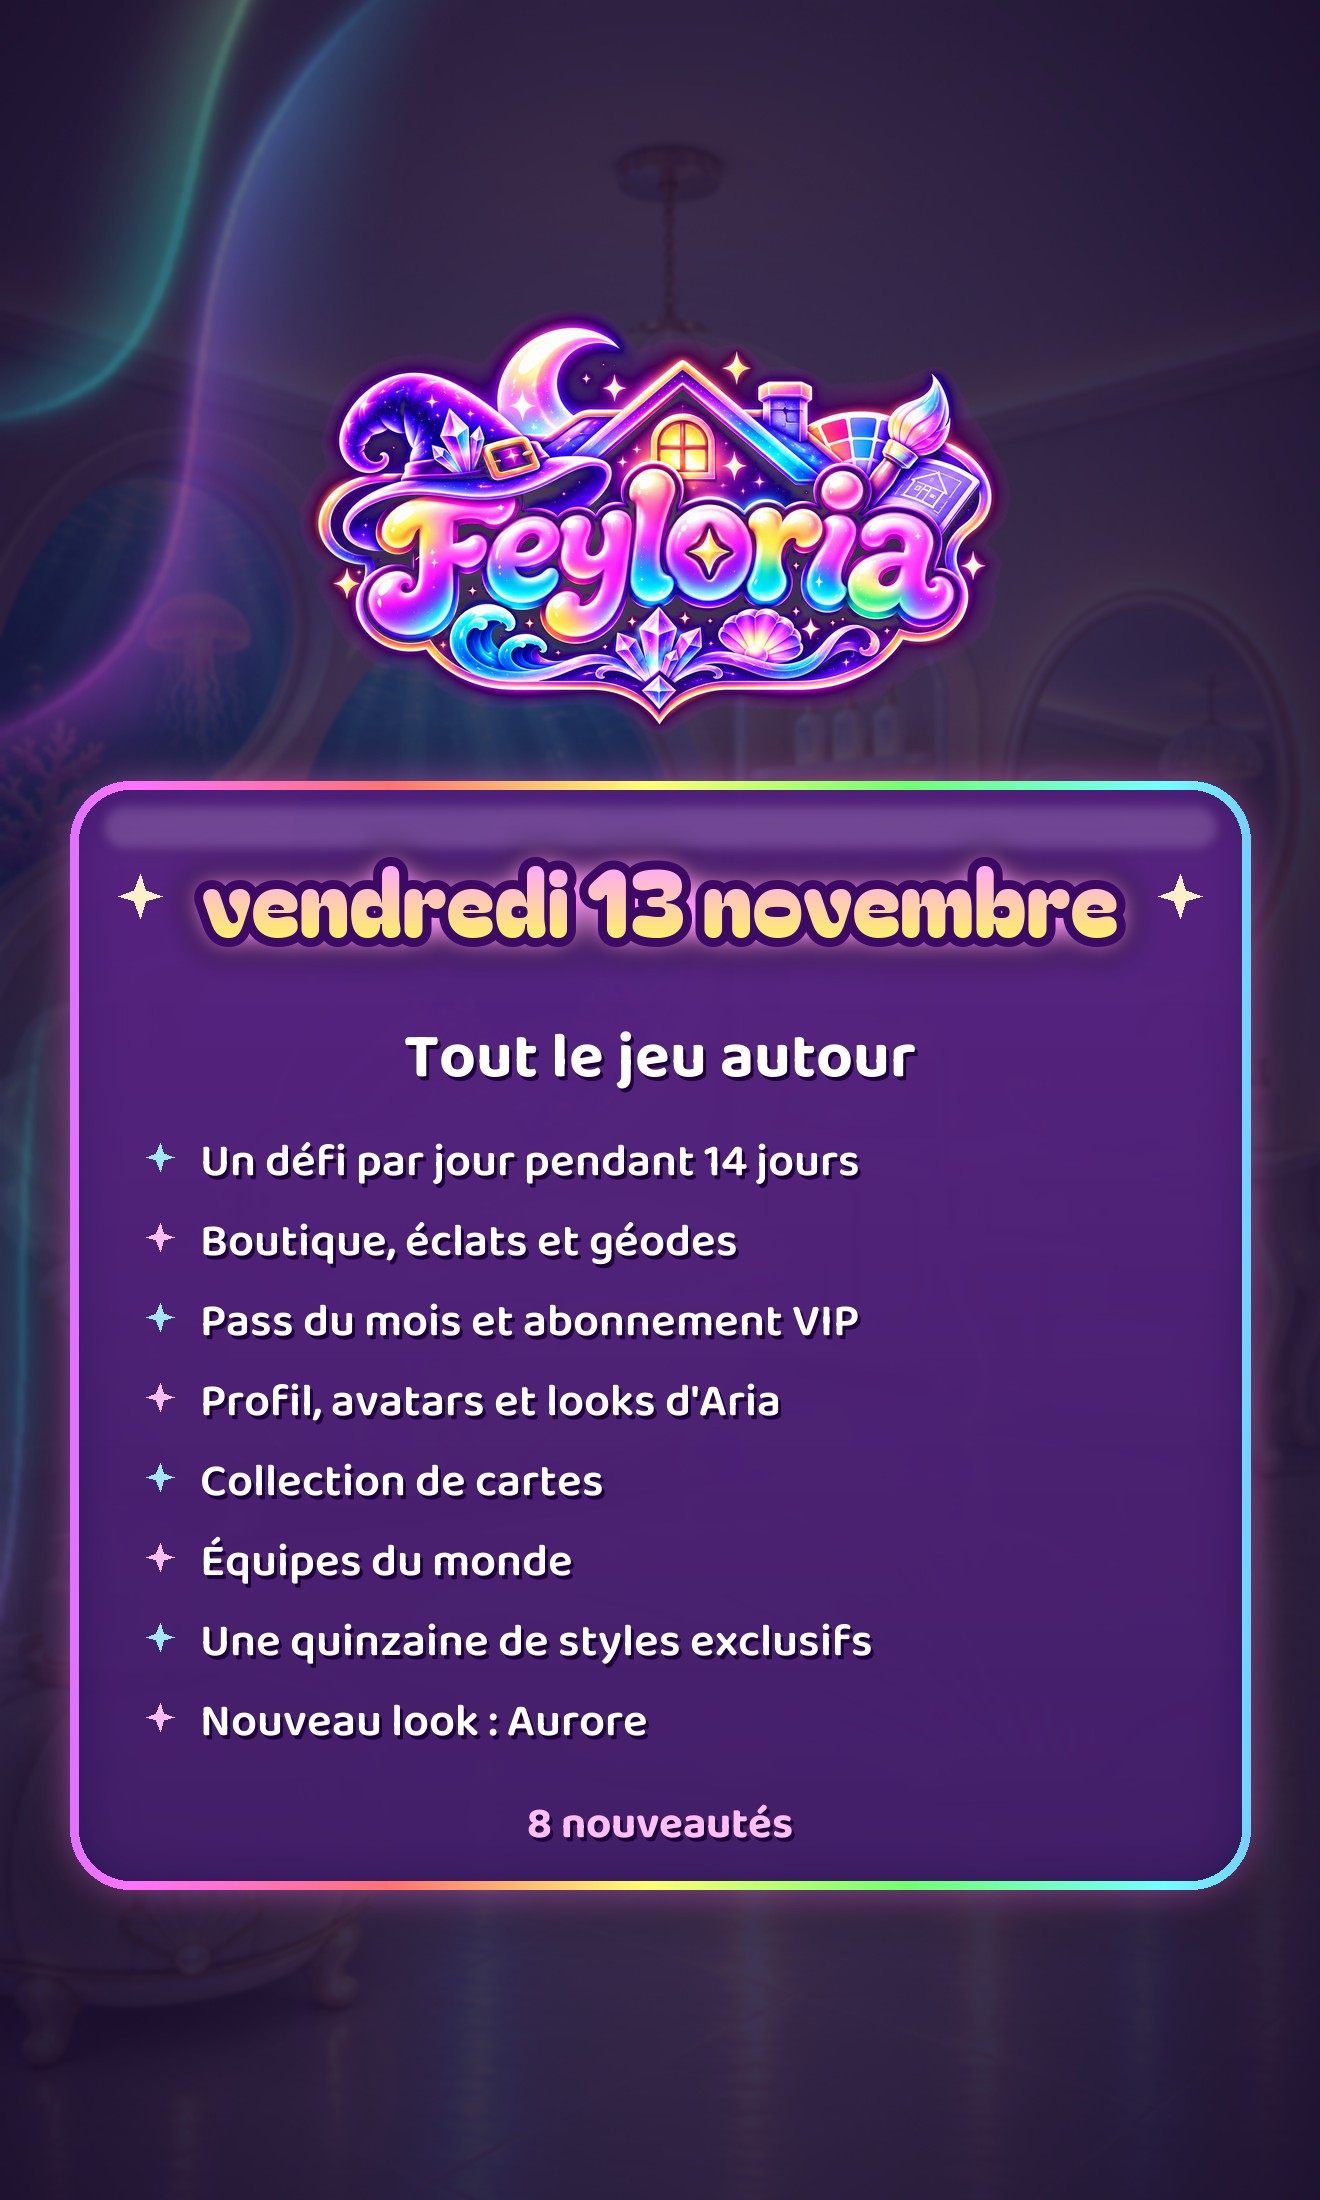 Feyloria
vendredi 13 novembre
Tout le jeu autour
Un défi par jour pendant 14 jours
Boutique, éclats et géodes
Pass du mois et abonnement VIP
Profil, avatars et looks d'Aria
Collection de cartes
Équipes du monde
Une quinzaine de styles exclusifs
Nouveau look : Aurore
8 nouveautés